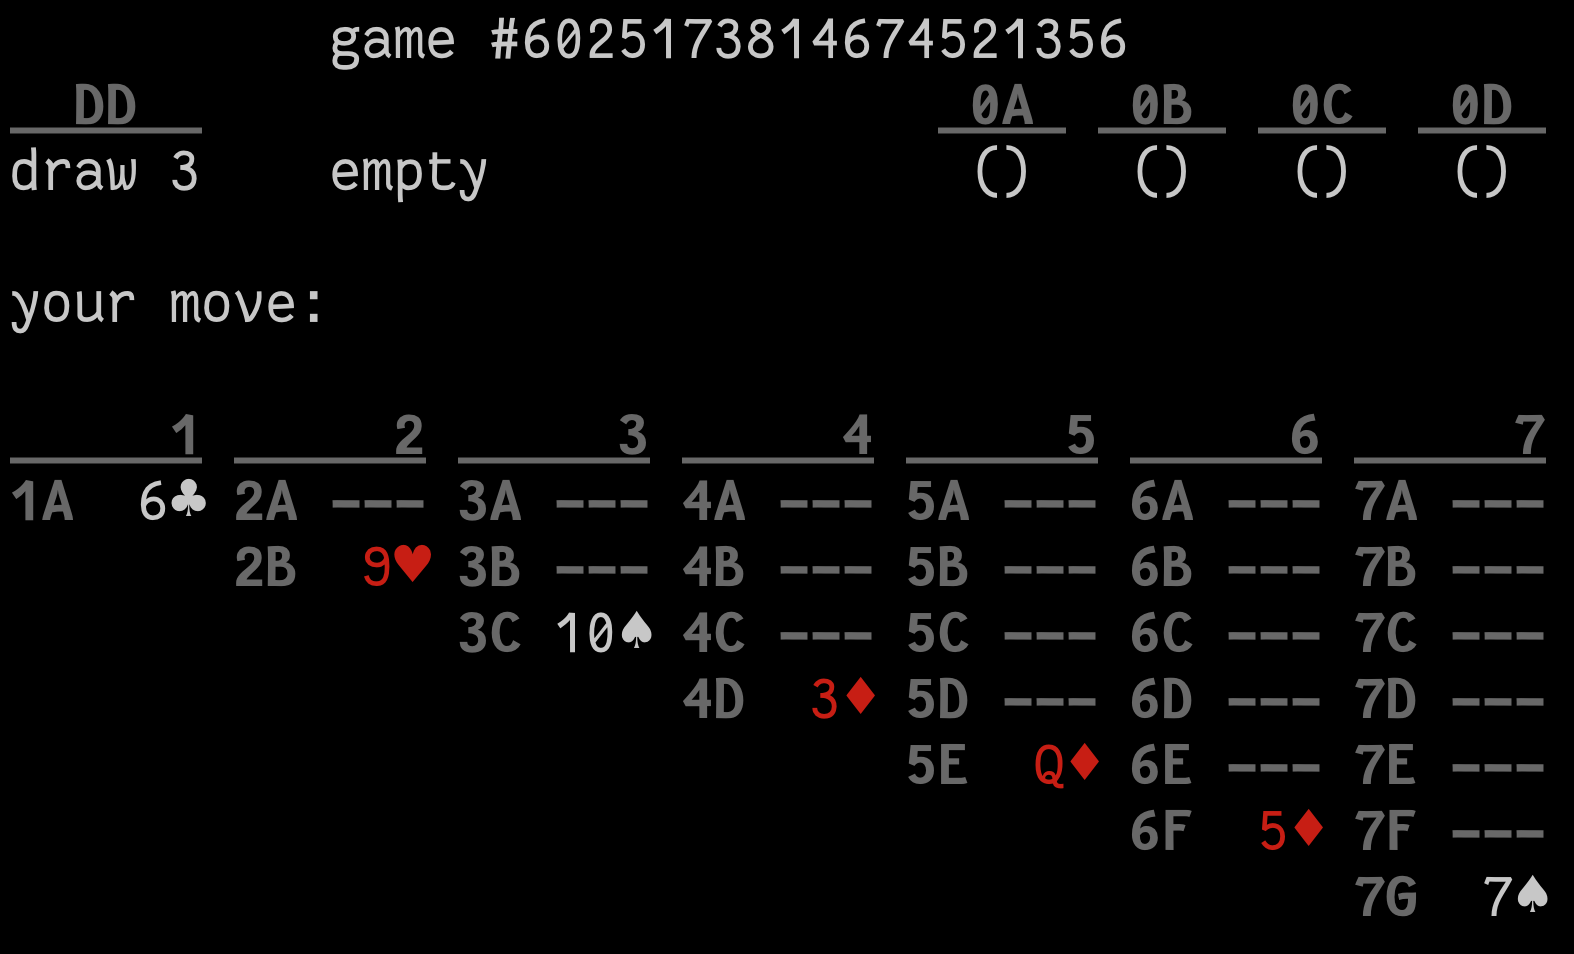 game #6025173814674521356
DD 0A 0B 0C 0D
draw 3 empty () () () ()
your move:
1 2 3 4 5 6 7
1A 6♣ 2A --- 3A --- 4A --- 5A --- 6A --- 7A ---
2B 9♥ 3B --- 4B --- 5B --- 6B --- 7B ---
3C 10♠ 4C --- 5C --- 6C --- 7C ---
4D 3♦ 5D --- 6D --- 7D ---
5E Q♦ 6E --- 7E ---
6F 5♦ 7F ---
7G 7♠